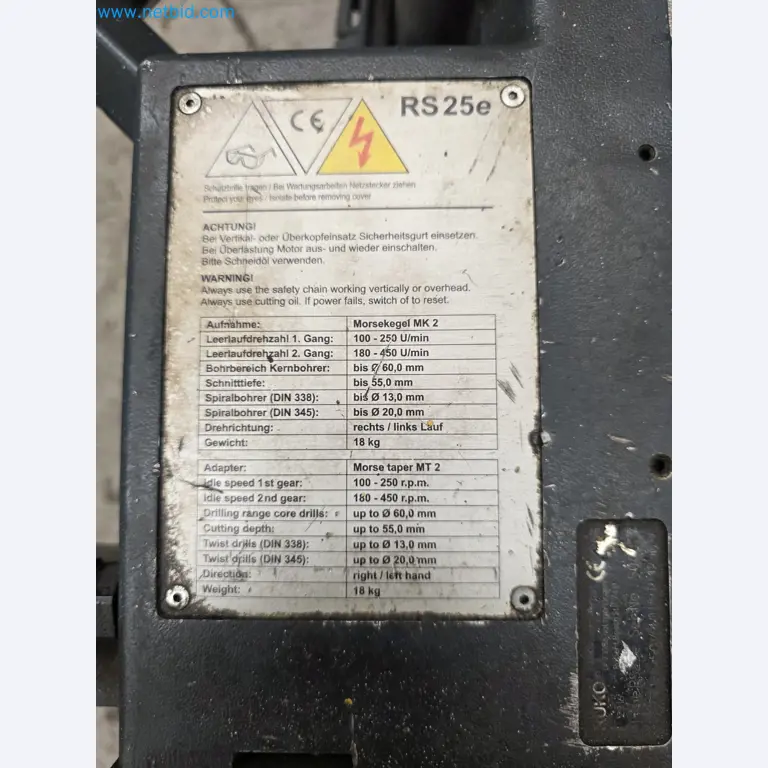 www.netbid.com
CE
RS25e
Schutzbrille tragen / Bei Wartungsarbeiten Netzstecker ziehen
Protect your eyes / Isolate before removing cover
ACHTUNG!
Bei Vertikal- oder Überkopfeinsatz Sicherheitsgurt einsetzen.
Bei Überlastung Motor aus- und wieder einschalten.
Bitte Schneidöl verwenden.
WARNING!
Always use the safety chain working vertically or overhead.
Always use cutting oil. If power fails, switch of to reset.
Aufnahme: Morsekegel MK 2
Leerlaufdrehzahl 1. Gang: 100 - 250 U/min
Leerlaufdrehzahl 2. Gang: 180 - 450 U/min
Bohrbereich Kernbohrer: bis Ø 60,0 mm
Schnitttiefe: bis 55,0 mm
Spiralbohrer (DIN 338): bis Ø 13,0 mm
Spiralbohrer (DIN 345): bis Ø 20,0 mm
Drehrichtung: rechts / links Lauf
Gewicht: 18 kg
Adapter: Morse taper MT 2
Idle speed 1st gear: 100 - 250 r.p.m.
Idle speed 2nd gear: 180 - 450 r.p.m.
Drilling range core drills: up to Ø 60,0 mm
Cutting depth: up to 55,0 mm
Twist drills (DIN 338): up to Ø 13,0 mm
Twist drills (DIN 345): up to Ø 20,0 mm
Direction: right / left hand
Weight: 18 kg
CE